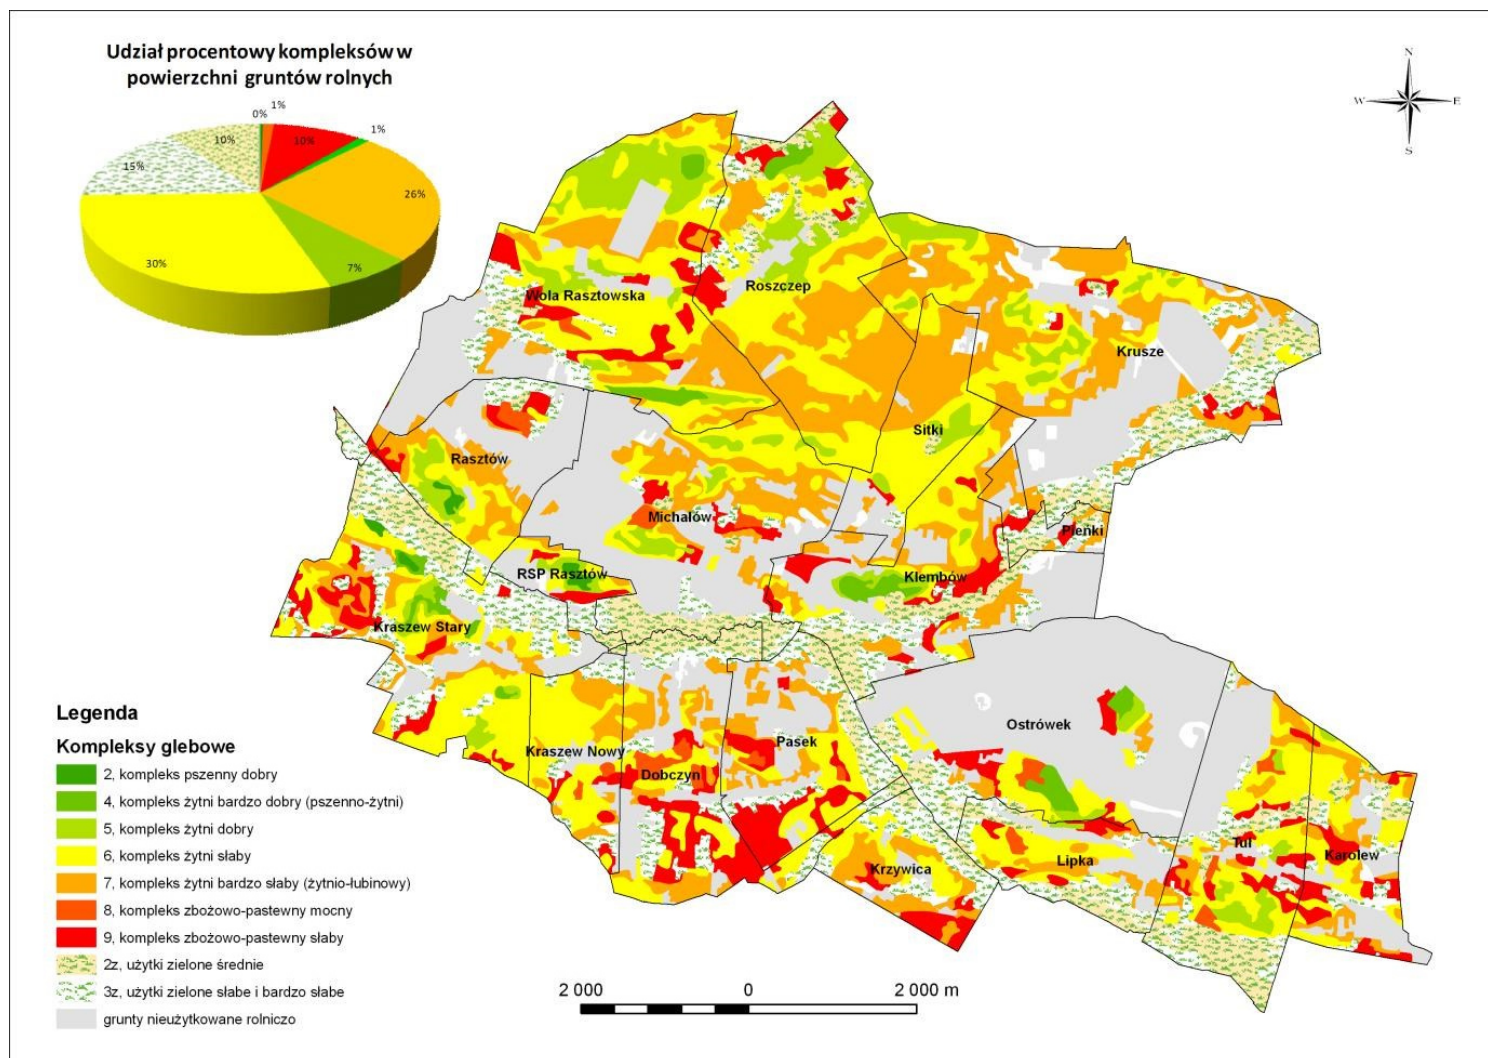 Udział procentowy kompleksów w
powierzchni gruntów rolnych
0%
1%
10%
1%
26%
7%
30%
15%
10%
N
W
E
S
Wola Rasztowska
Roszczep
Krusze
Sitki
Rasztów
Michałów
Pieńki
RSP Rasztów
Klembów
Kraszew Stary
Ostrówek
Kraszew Nowy
Pasek
Dobczyn
Tuł
Karolew
Lipka
Krzywica
Legenda
Kompleksy glebowe
2, kompleks pszenny dobry
4, kompleks żytni bardzo dobry (pszenno-żytni)
5, kompleks żytni dobry
6, kompleks żytni słaby
7, kompleks żytni bardzo słaby (żytnio-łubinowy)
8, kompleks zbożowo-pastewny mocny
9, kompleks zbożowo-pastewny słaby
2z, użytki zielone średnie
3z, użytki zielone słabe i bardzo słabe
grunty nieużytkowane rolniczo
2 000 0 2 000 m